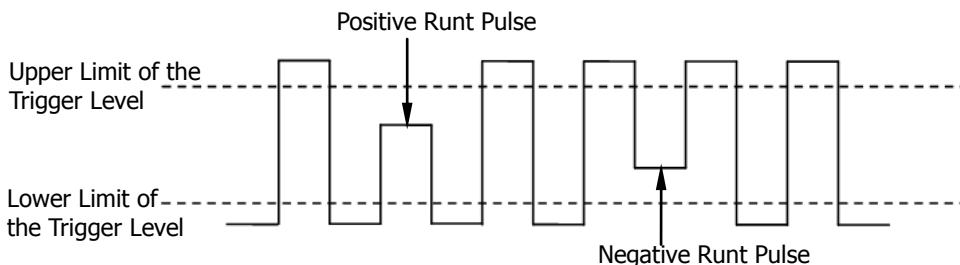 Positive Runt Pulse
Upper Limit of the
Trigger Level
Lower Limit of
the Trigger Level
Negative Runt Pulse